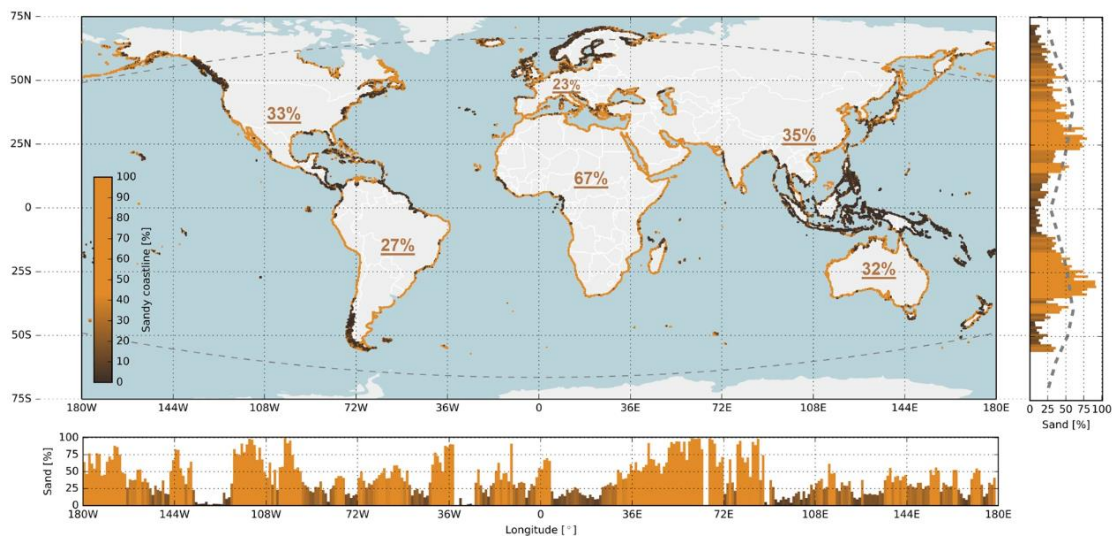 75N
50N
25N
0
25S
50S
75S
33%
23%
35%
67%
27%
32%
100
90
80
70
60
50
40
30
20
10
0
Sandy coastline [%]
180W 144W 108W 72W 36W 0 36E 72E 108E 144E 180E
0 25 50 75 100
Sand [%]
100
75
50
25
0
Sand [%]
180W 144W 108W 72W 36W 0 36E 72E 108E 144E 180E
Longitude [°]